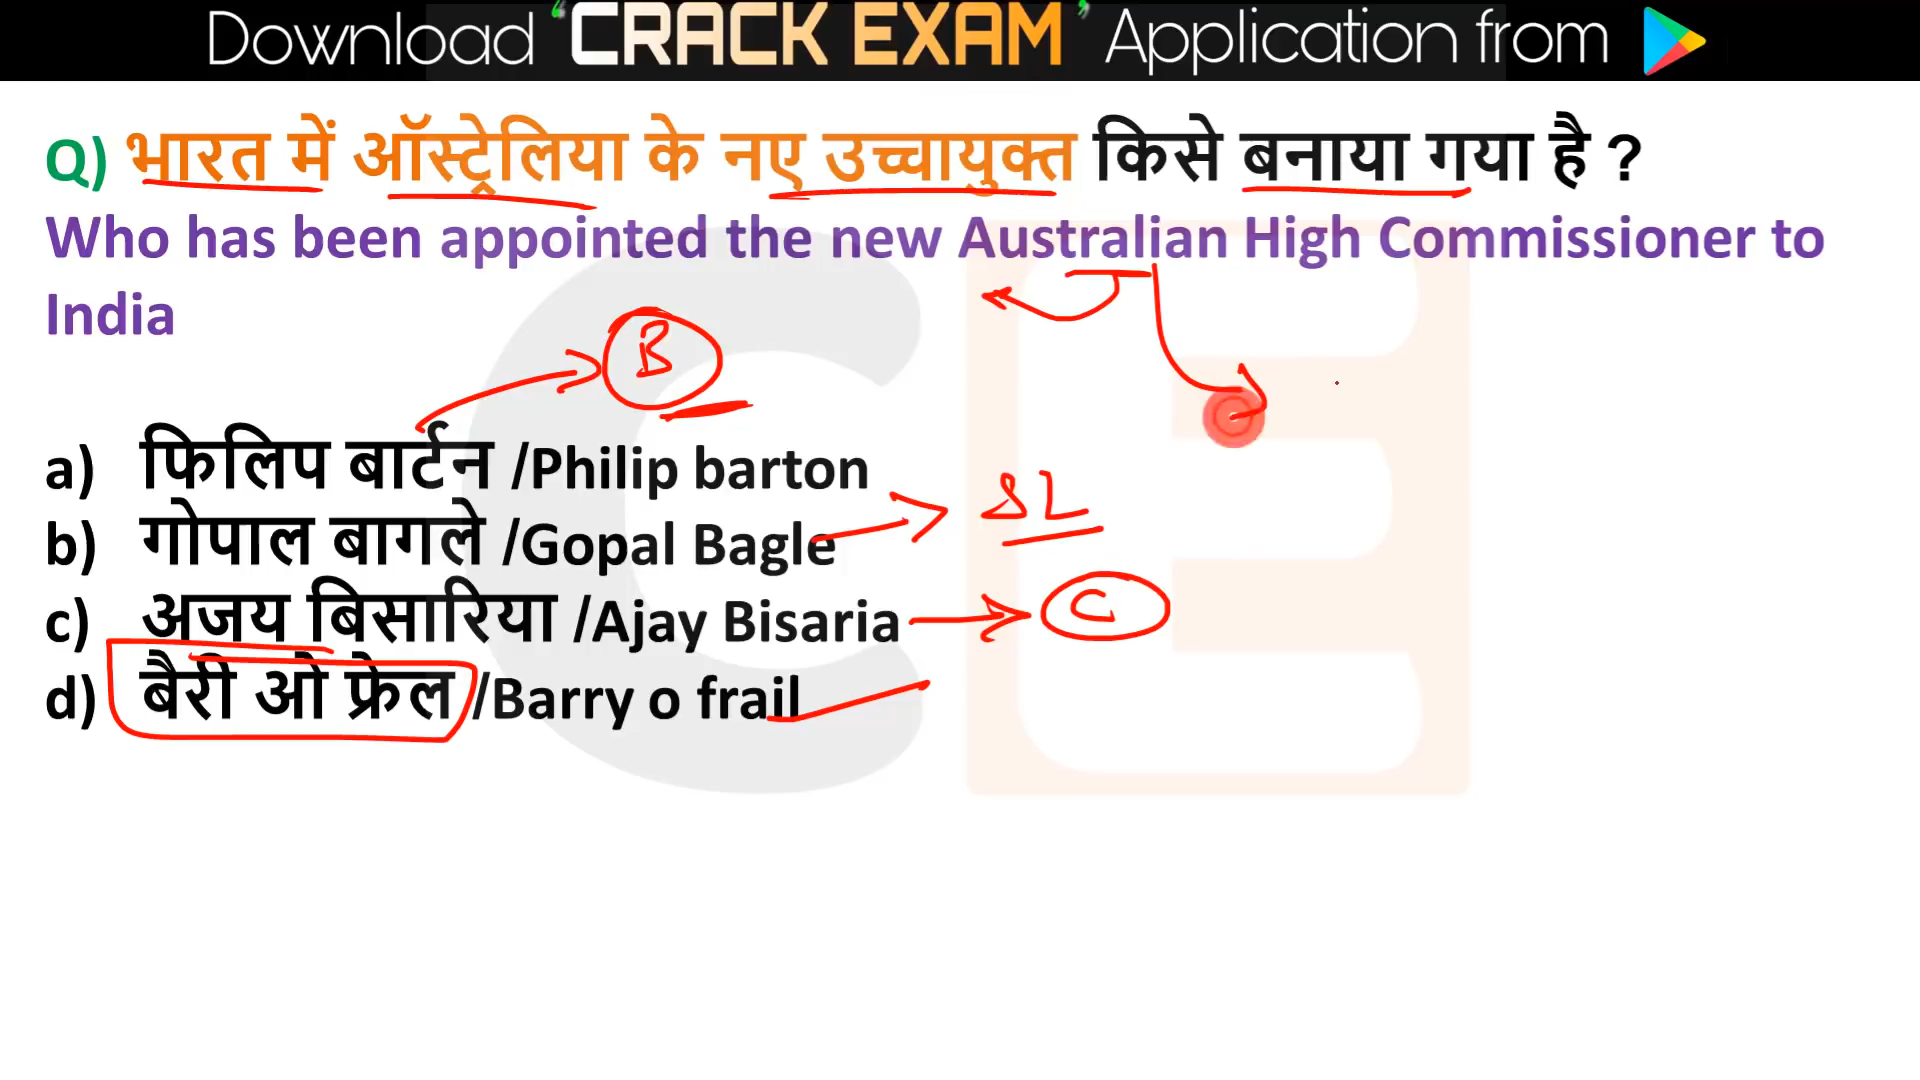 Download ‘CRACK EXAM’ Application from
Q) भारत में ऑस्ट्रेलिया के नए उच्चायुक्त किसे बनाया गया है ?
Who has been appointed the new Australian High Commissioner to
India
B
a) फिलिप बार्टन /Philip barton
SL
b) गोपाल बागले /Gopal Bagle
c) अजय बिसारिया /Ajay Bisaria C
d) बैरी ओ फ्रेल /Barry o frail